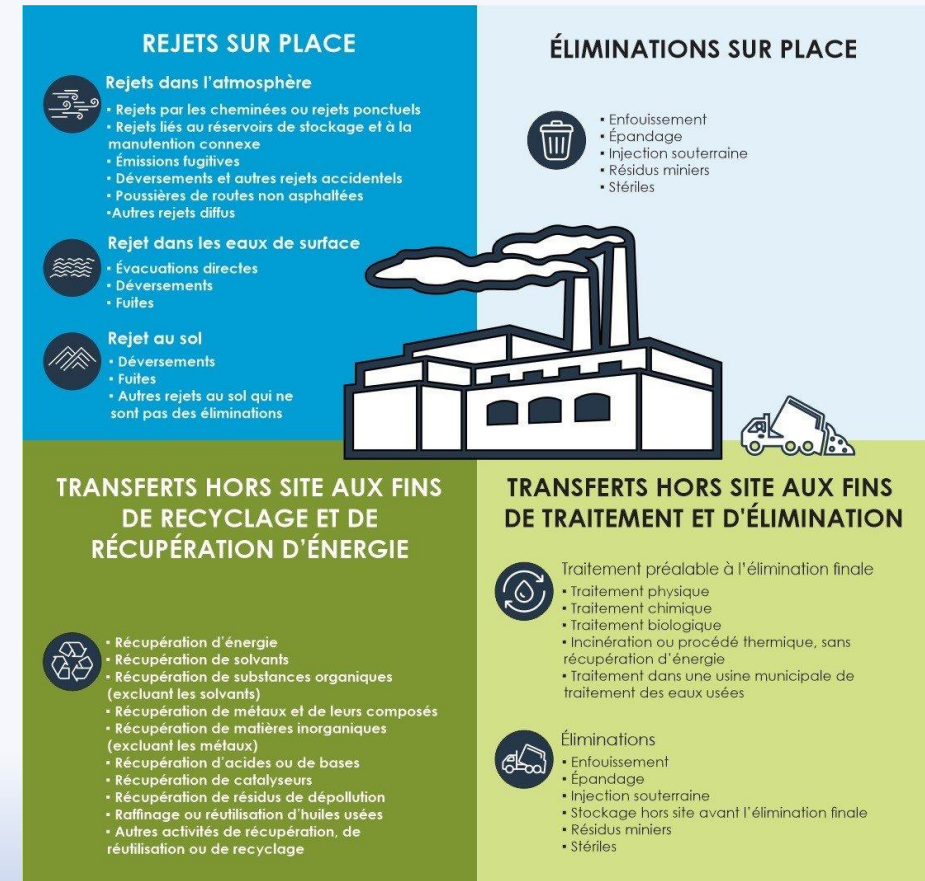 REJETS SUR PLACE
Rejets dans l'atmosphère
▪ Rejets par les cheminées ou rejets ponctuels
▪ Rejets liés au réservoirs de stockage et à la
manutention connexe
▪ Émissions fugitives
▪ Déversements et autres rejets accidentels
▪ Poussières de routes non asphaltées
▪Autres rejets diffus
Rejet dans les eaux de surface
▪ Évacuations directes
▪ Déversements
▪ Fuites
Rejet au sol
▪ Déversements
▪ Fuites
▪ Autres rejets au sol qui ne
sont pas des éliminations
ÉLIMINATIONS SUR PLACE
▪ Enfouissement
▪ Épandage
▪ Injection souterraine
▪ Résidus miniers
▪ Stériles
TRANSFERTS HORS SITE AUX FINS
DE RECYCLAGE ET DE
RÉCUPÉRATION D'ÉNERGIE
▪ Récupération d'énergie
▪ Récupération de solvants
▪ Récupération de substances organiques
(excluant les solvants)
▪ Récupération de métaux et de leurs composés
▪ Récupération de matières inorganiques
(excluant les métaux)
▪ Récupération d'acides ou de bases
▪ Récupération de catalyseurs
▪ Récupération de résidus de dépollution
▪ Raffinage ou réutilisation d'huiles usées
▪ Autres activités de récupération, de
réutilisation ou de recyclage
TRANSFERTS HORS SITE AUX FINS
DE TRAITEMENT ET D'ÉLIMINATION
Traitement préalable à l'élimination finale
▪ Traitement physique
▪ Traitement chimique
▪ Traitement biologique
▪ Incinération ou procédé thermique, sans
récupération d'énergie
▪ Traitement dans une usine municipale de
traitement des eaux usées
Éliminations
▪ Enfouissement
▪ Épandage
▪ Injection souterraine
▪ Stockage hors site avant l'élimination finale
▪ Résidus miniers
▪ Stériles